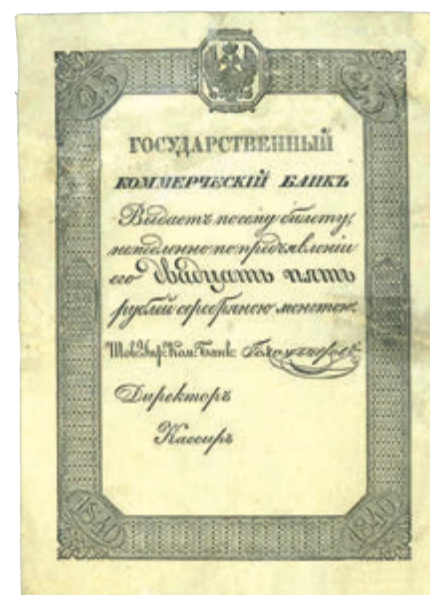 25 25
ГОСУДАРСТВЕННЫЙ
КОММЕРЧЕСКІЙ БАНКЪ
Выдаетъ по сему билету,
немедленно по предъявленіи
его двадцать пять
рублей серебряною монетою.
Тов. Упр. Ком. Банк.
Директоръ
Кассиръ
1840 1840